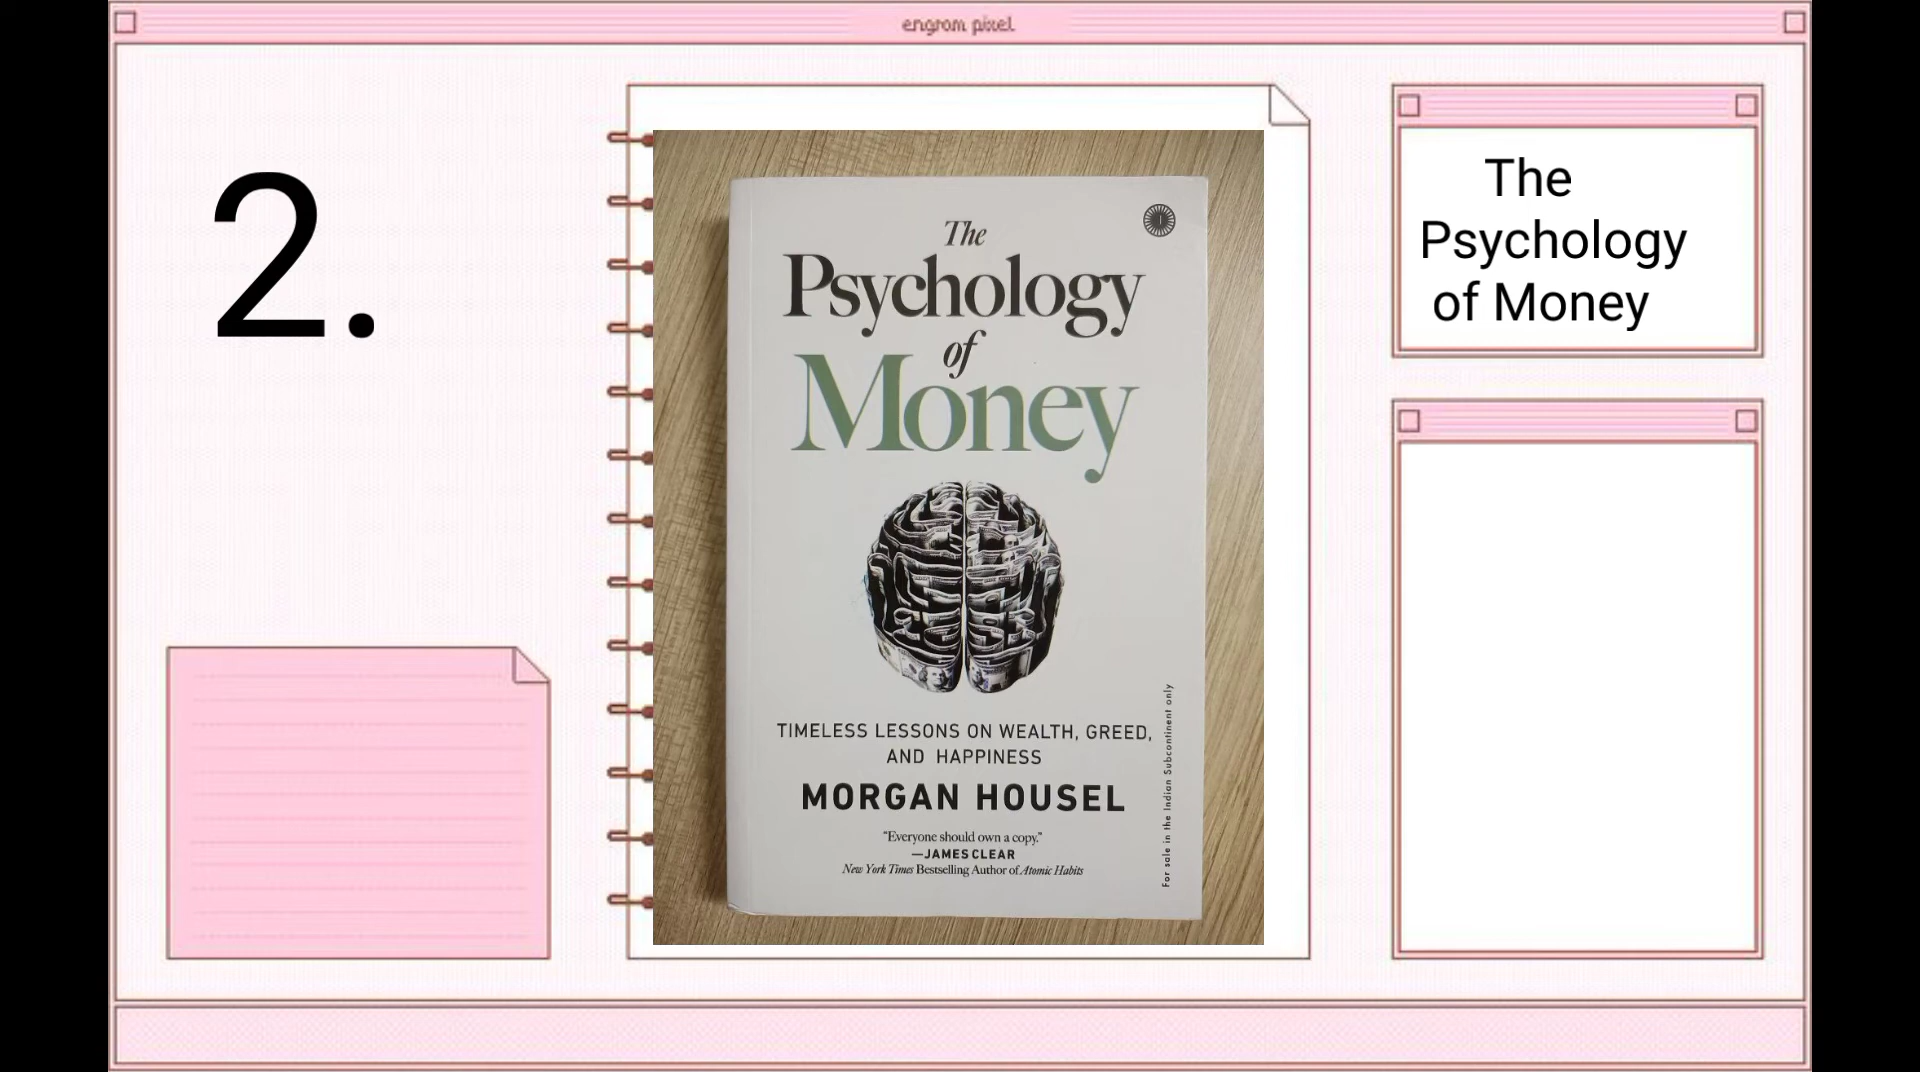 engram pixel
2.
The
Psychology
of
Money
TIMELESS LESSONS ON WEALTH, GREED,
AND HAPPINESS
MORGAN HOUSEL
"Everyone should own a copy."
—JAMES CLEAR
New York Times Bestselling Author of Atomic Habits
For sale in the Indian Subcontinent only
The
Psychology
of Money